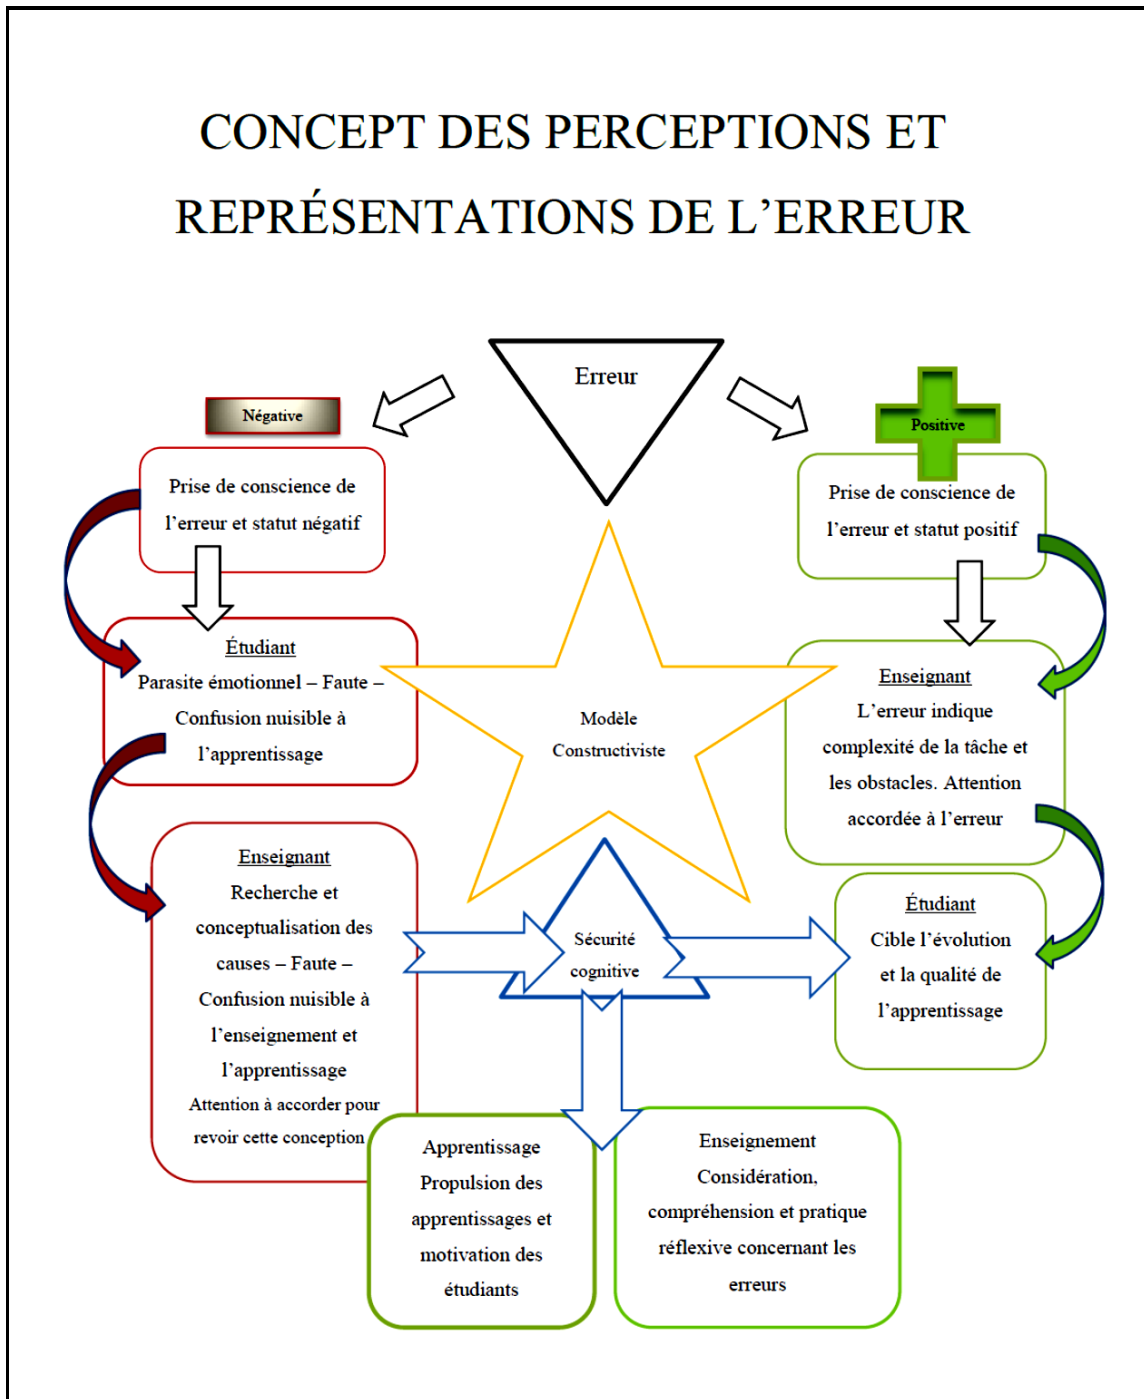 CONCEPT DES PERCEPTIONS ET
REPRÉSENTATIONS DE L’ERREUR
Erreur
Négative
Positive
Prise de conscience de
l’erreur et statut négatif
Prise de conscience de
l’erreur et statut positif
Étudiant
Parasite émotionnel – Faute –
Confusion nuisible à
l’apprentissage
Modèle
Constructiviste
Enseignant
L’erreur indique
complexité de la tâche et
les obstacles. Attention
accordée à l’erreur
Enseignant
Recherche et
conceptualisation des
causes – Faute –
Confusion nuisible à
l’enseignement et
l’apprentissage
Attention à accorder pour
revoir cette conception
Sécurité
cognitive
Étudiant
Cible l’évolution
et la qualité de
l’apprentissage
Apprentissage
Propulsion des
apprentissages et
motivation des
étudiants
Enseignement
Considération,
compréhension et pratique
réflexive concernant les
erreurs